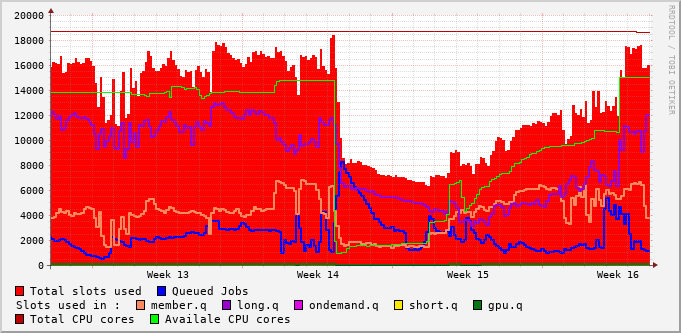 20000
18000
16000
14000
12000
10000
8000
6000
4000
2000
0
Week 13 Week 14 Week 15 Week 16
RRDTOOL / TOBI OETIKER
Total slots used Queued Jobs
Slots used in : member.q long.q ondemand.q short.q gpu.q
Total CPU cores Availale CPU cores